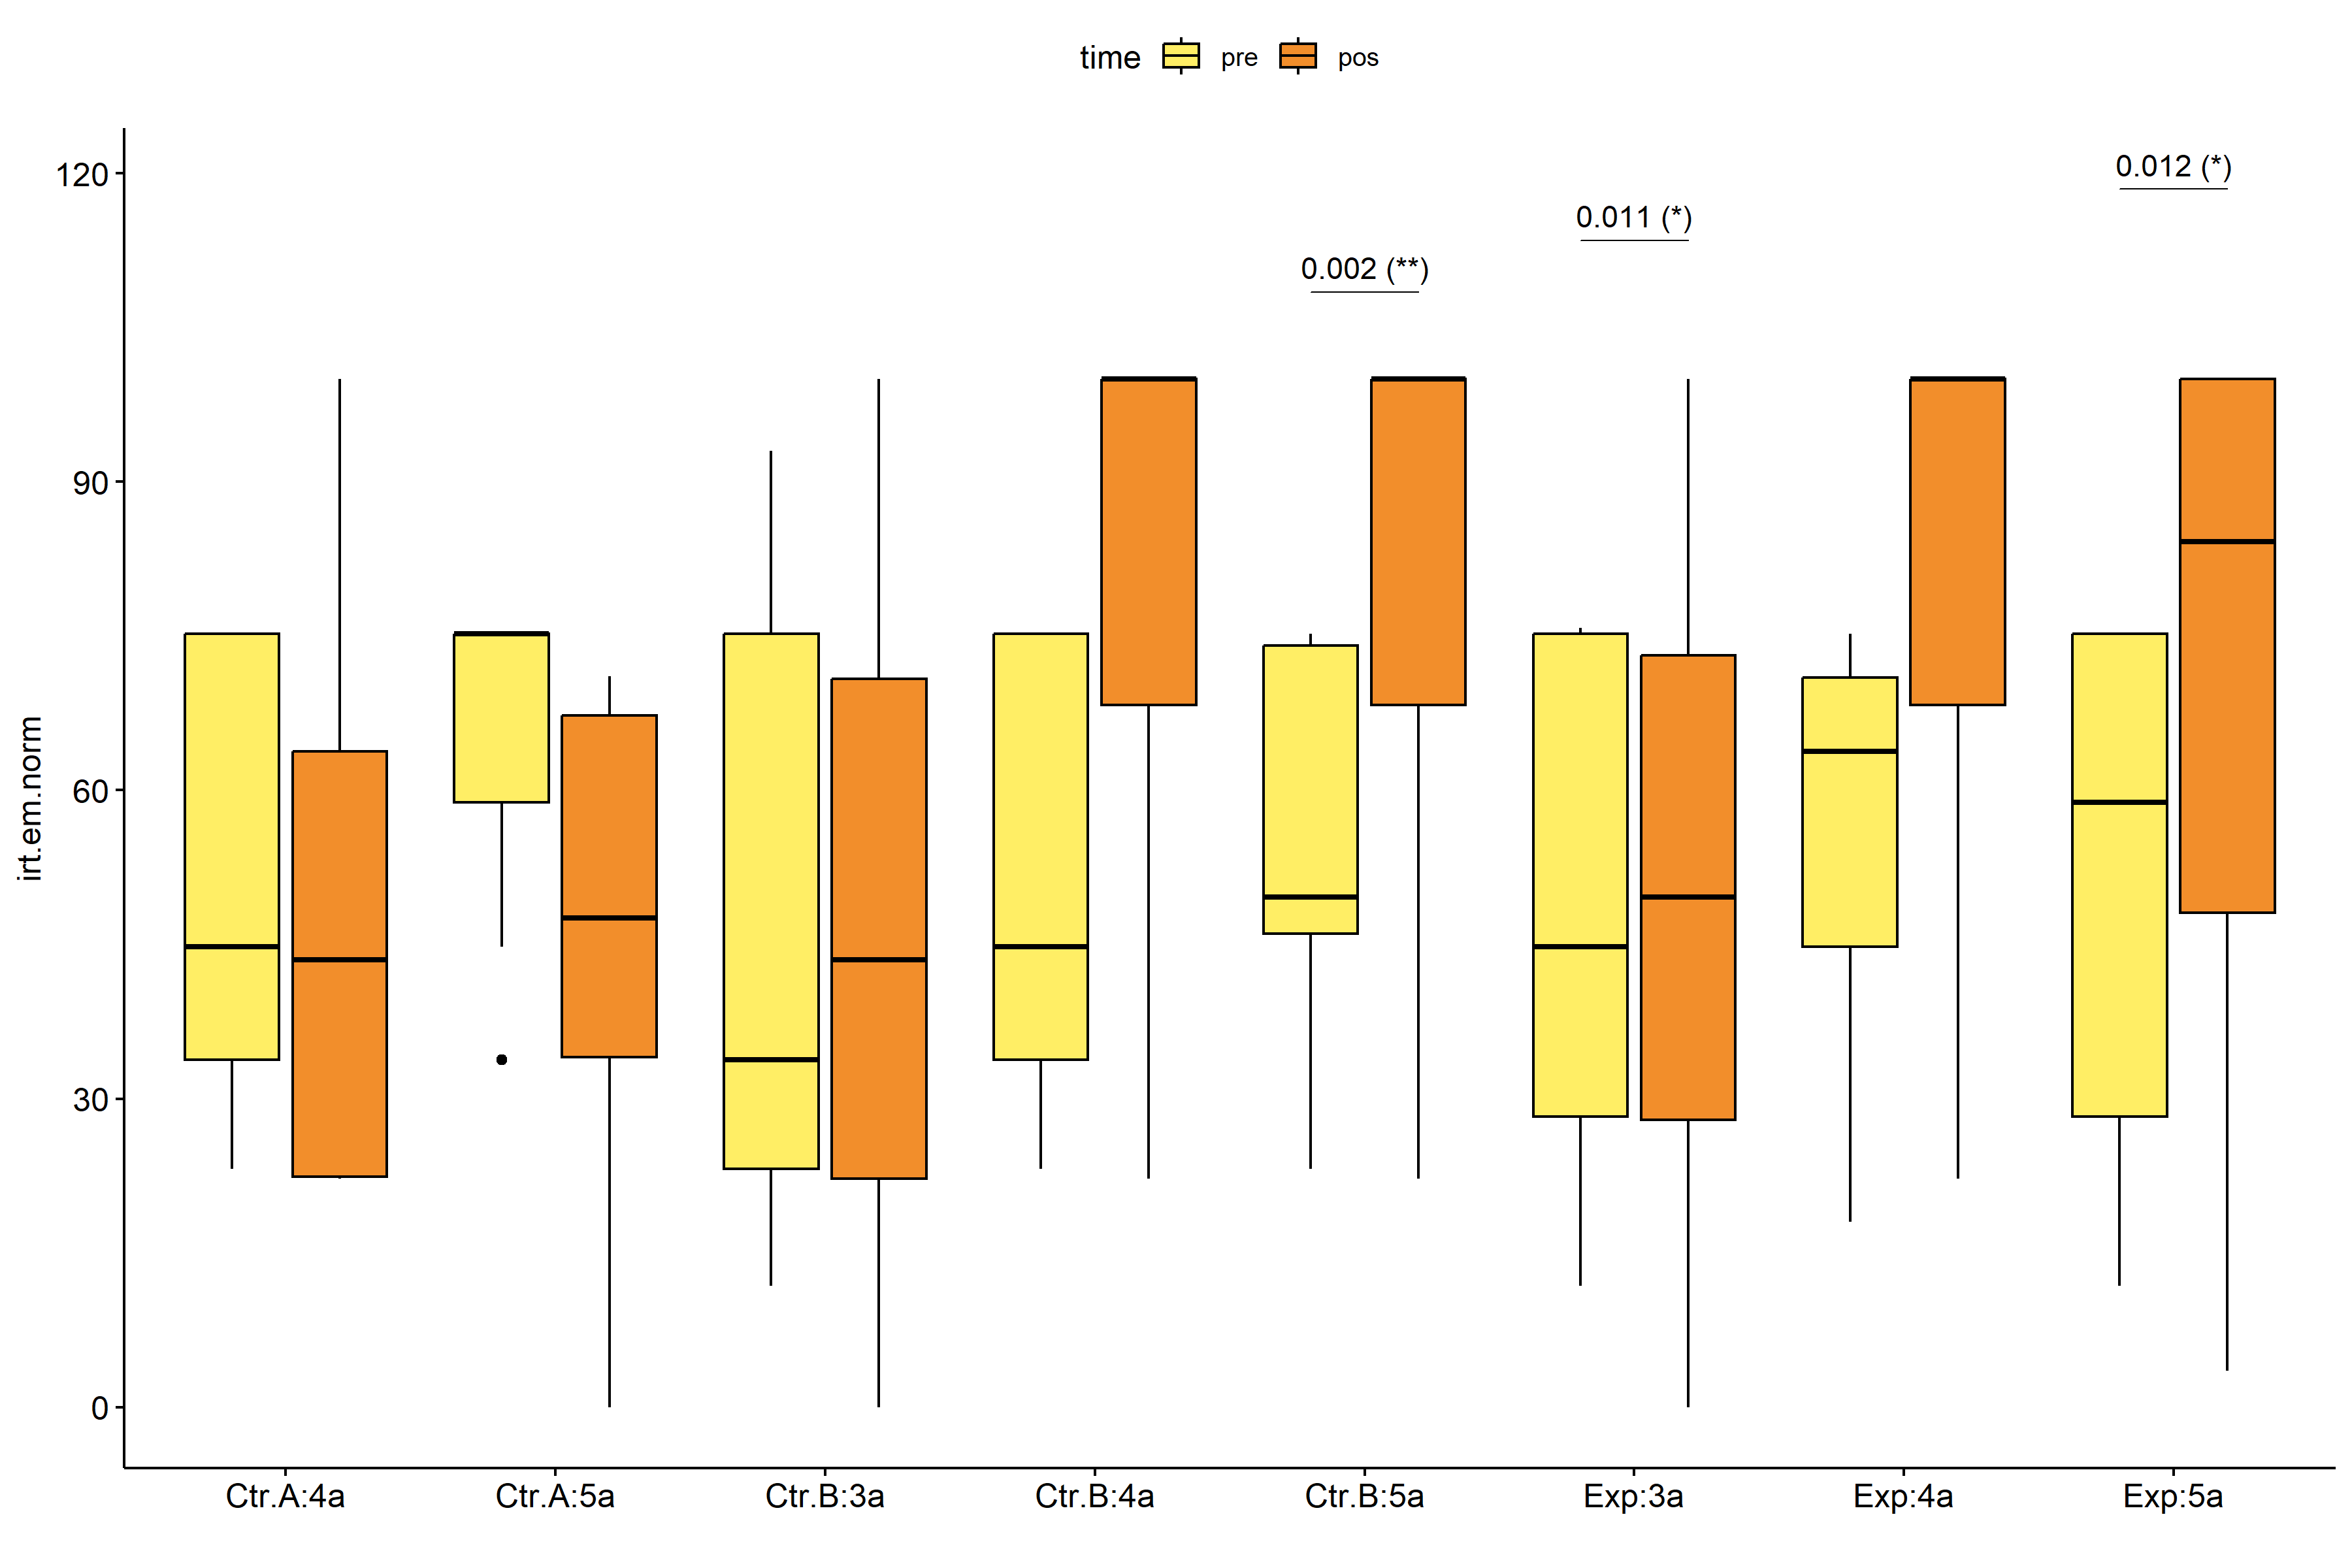 time pre pos
120
90
60
30
0
irt.em.norm
0.002 (**)
0.011 (*)
0.012 (*)
Ctr.A:4a Ctr.A:5a Ctr.B:3a Ctr.B:4a Ctr.B:5a Exp:3a Exp:4a Exp:5a